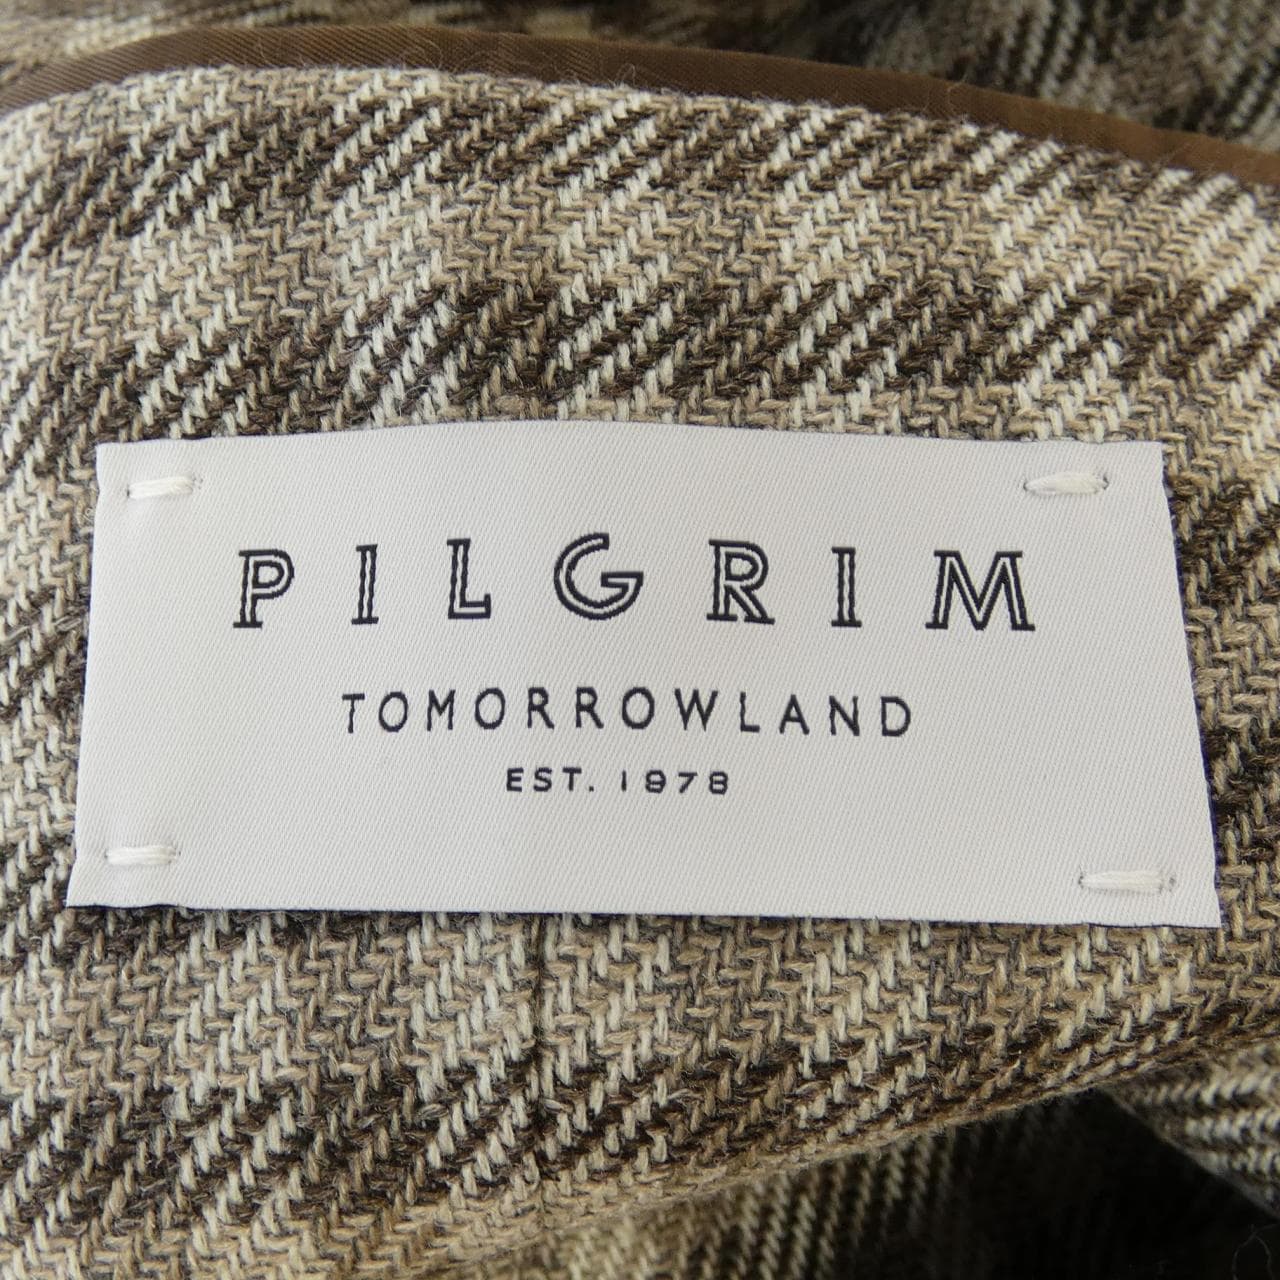 PILGRIM
TOMORROWLAND
EST. 1978